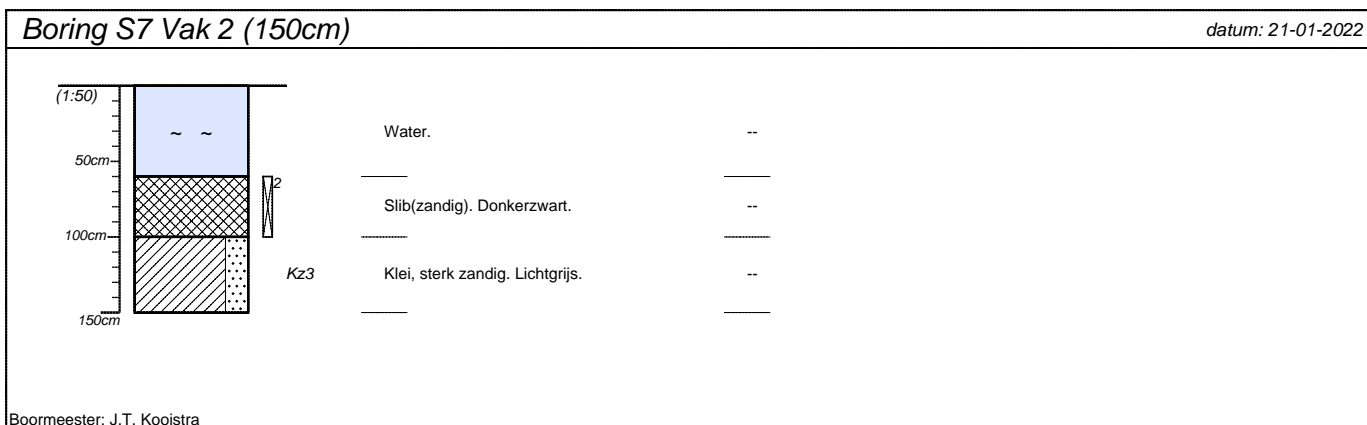 Boring S7 Vak 2 (150cm)
datum: 21-01-2022
(1:50)
~ ~
Water.
--
50cm
2
Slib(zandig). Donkerzwart.
--
100cm
Kz3
Klei, sterk zandig. Lichtgrijs.
--
150cm
Boormeester: J.T. Kooistra